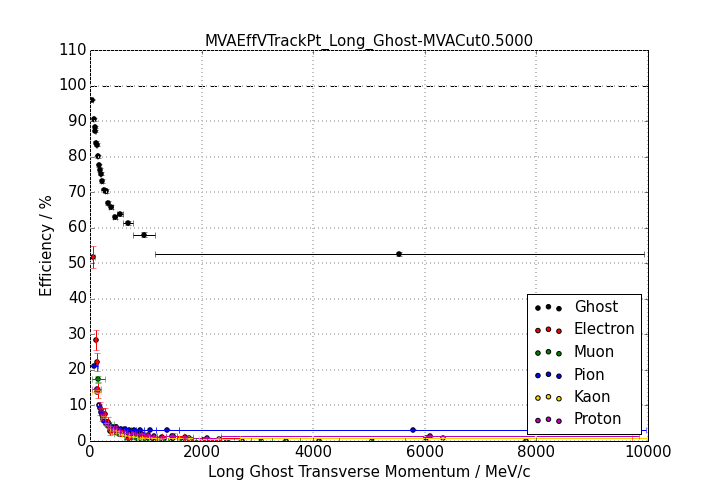 MVAEffVTrackPt_Long_Ghost-MVACut0.5000
110
100
90
80
70
60
50
40
30
20
10
0
Efficiency / %
Ghost
Electron
Muon
Pion
Kaon
Proton
0 2000 4000 6000 8000 10000
Long Ghost Transverse Momentum / MeV/c